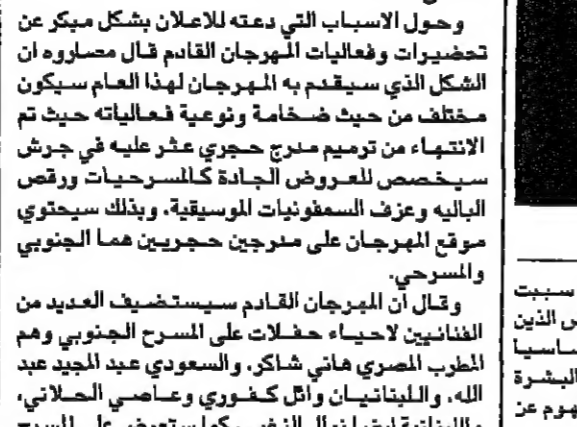 وحول الاسباب التي دعته للاعلان بشكل مبكر عن
تحضيرات وفعاليات المهرجان القادم قال مصاروه ان
الشكل الذي سيقدم به المهرجان لهذا العام سيكون
مختلف من حيث ضخامة ونوعية فعالياته حيث تم
الانتهاء من ترميم مدرج حجري عثر عليه في جرش
سيخصص للعروض الجادة كالمسرحيات ورقص
الباليه وعزف السمفونيات الموسيقية. وبذلك سيحتوي
موقع المهرجان على مدرجين حجريين هما الجنوبي
والمسرحي.
وقال أن المهرجان القادم سيستضيف العديد من
الفنانيين لاحياء حفلات على المسرح الجنوبي وهم
المطرب المصري هاني شاكر، والسعودي عبد المجيد عبد
الله، واللبنانيان وائل كفوري وعاصي الحلاني،
سببت
الذين
البشرة
عن